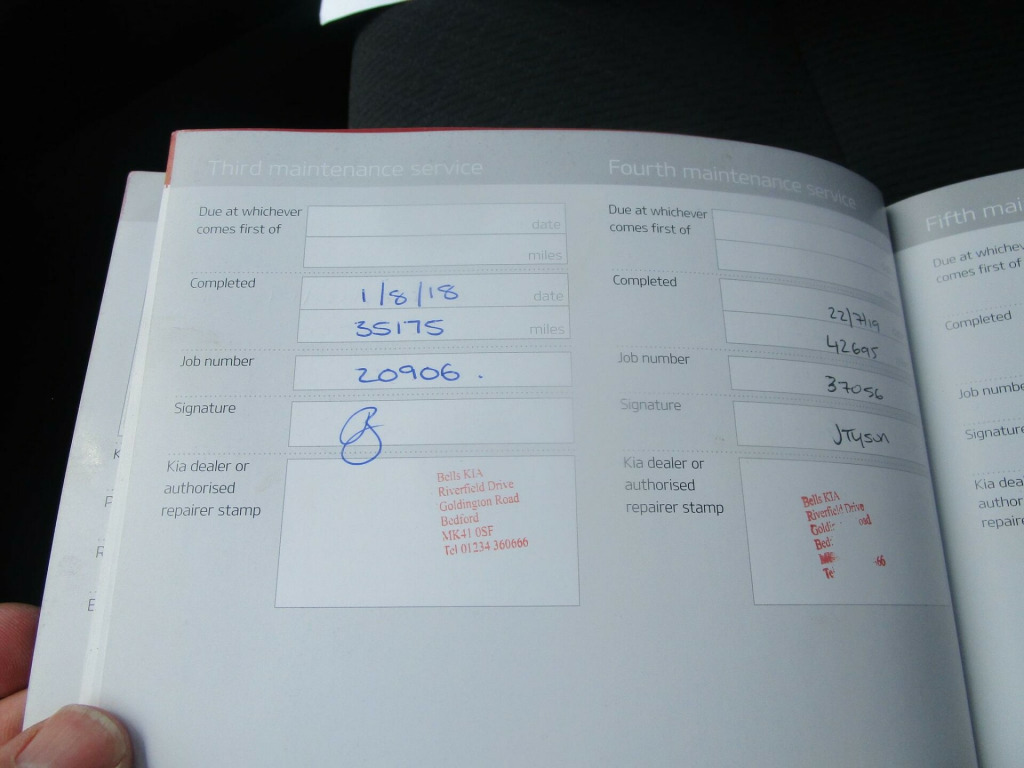 Third maintenance service
Due at whichever
comes first of
date
miles
Completed
1/8/18
date
35175
miles
Job number
20906 .
Signature
Kia dealer or
authorised
repairer stamp
Bells KIA
Riverfield Drive
Goldington Road
Bedford
MK41 0SF
Tel 01234 360666
Fourth maintenance service
Due at whichever
comes first of
Completed
22/7/19
42695
Job number
37056
Signature
JTyson
Kia dealer or
authorised
repairer stamp
Bells KIA
Riverfield Drive
Fifth mai
Due at whichev
comes first of
Completed
Job numbe
Signature
Kia dea
author
repaire